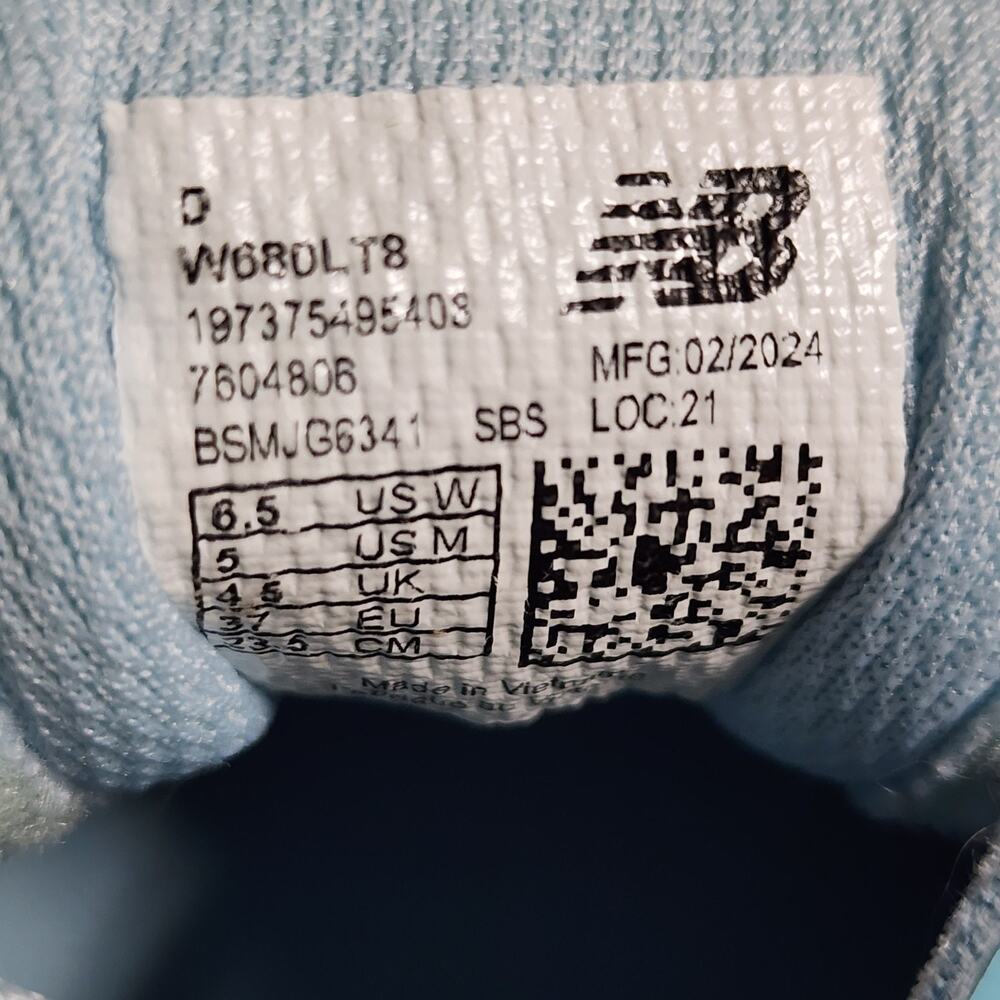 D
W680LT8
197375495403
7604806
BSMJG6341 SBS
MFG:02/2024
LOC:21
6.5 US W
5 US M
4.5 UK
37 EU
23.5 CM
Made in Vietnam